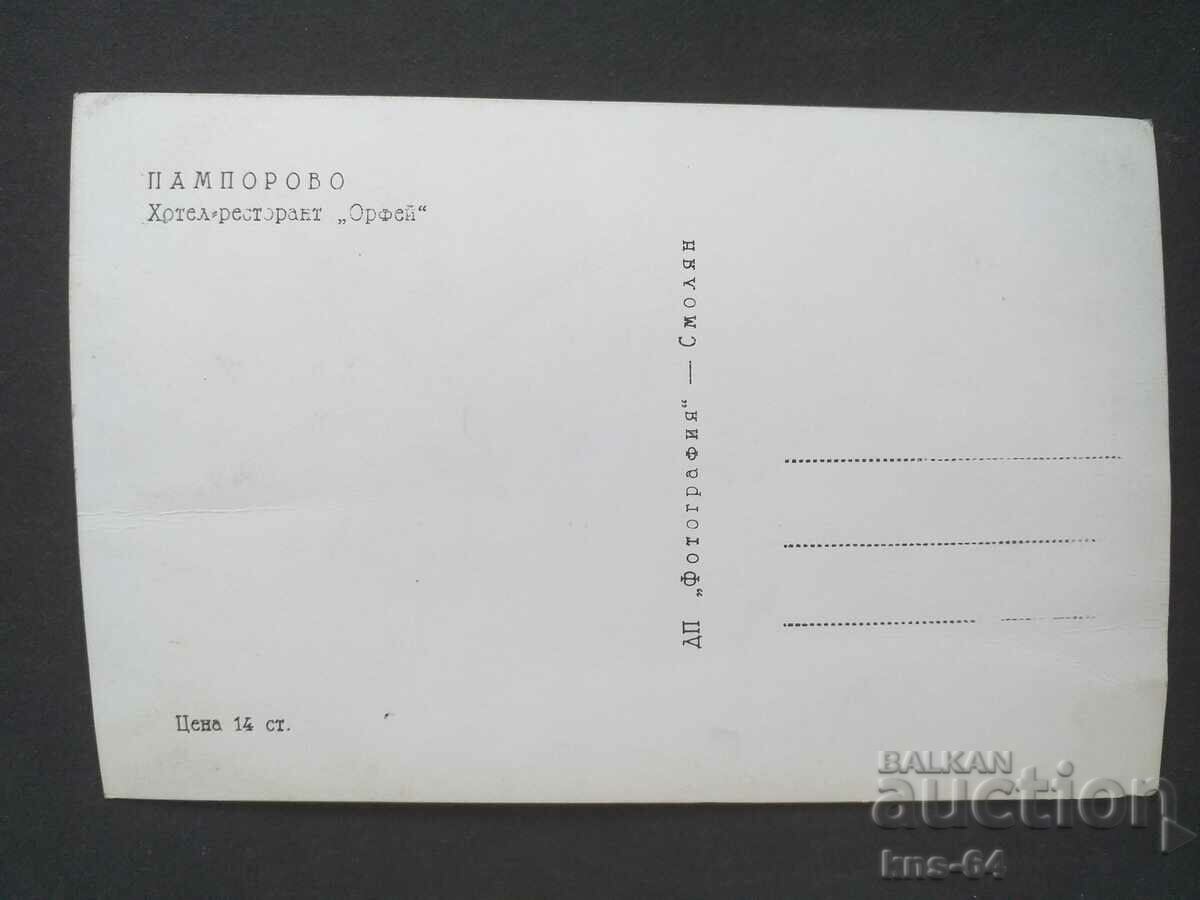 ПАМПОРОВО
Хотел-ресторант „Орфей“
ДП „Фотография“ — Смолян
Цена 14 ст.
BALKAN
auction
kns-64